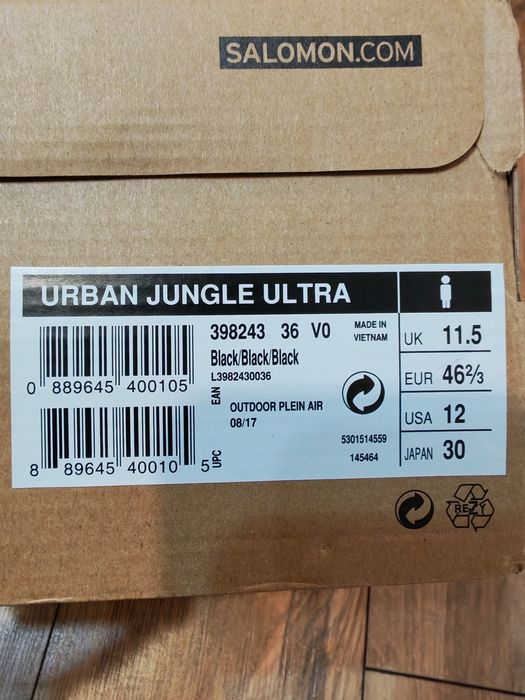 SALOMON.COM
URBAN JUNGLE ULTRA
398243 36 V0
Black/Black/Black
L3982430036
MADE IN
VIETNAM
0 889645 400105
EAN
OUTDOOR PLEIN AIR
08/17
5301514559
145464
8 89645 40010 5
UPC
UK 11.5
EUR 46⅔
USA 12
JAPAN 30
REZY